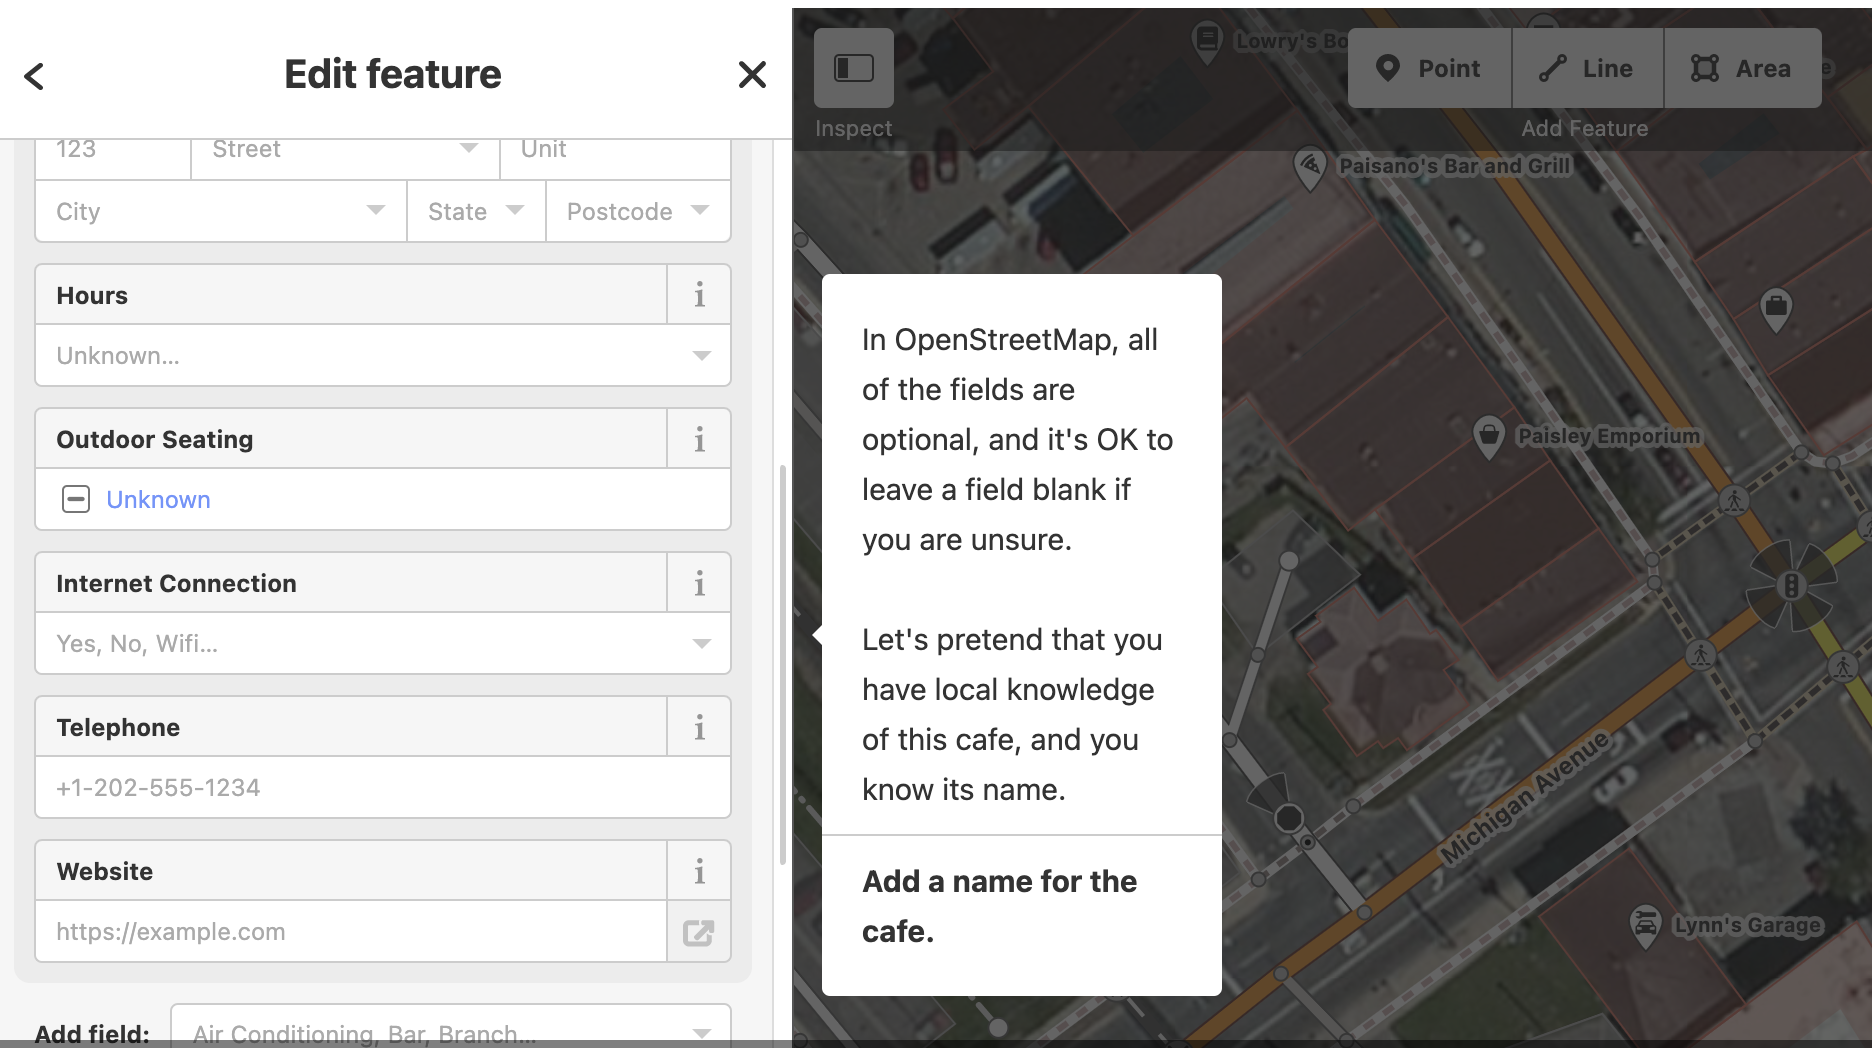 Edit feature
123
Street
Unit
City
State
Postcode
Hours
Unknown...
Outdoor Seating
Unknown
Internet Connection
Yes, No, Wifi...
Telephone
+1-202-555-1234
Website
https://example.com
Add field:
Air Conditioning, Bar, Branch...
Inspect
Point
Line
Area
Add Feature
Lowry's Bo
e
Paisano's Bar and Grill
In OpenStreetMap, all
of the fields are
optional, and it's OK to
leave a field blank if
you are unsure.
Let's pretend that you
have local knowledge
of this cafe, and you
know its name.
Add a name for the
cafe.
Paisley Emporium
Michigan Avenue
Lynn's Garage